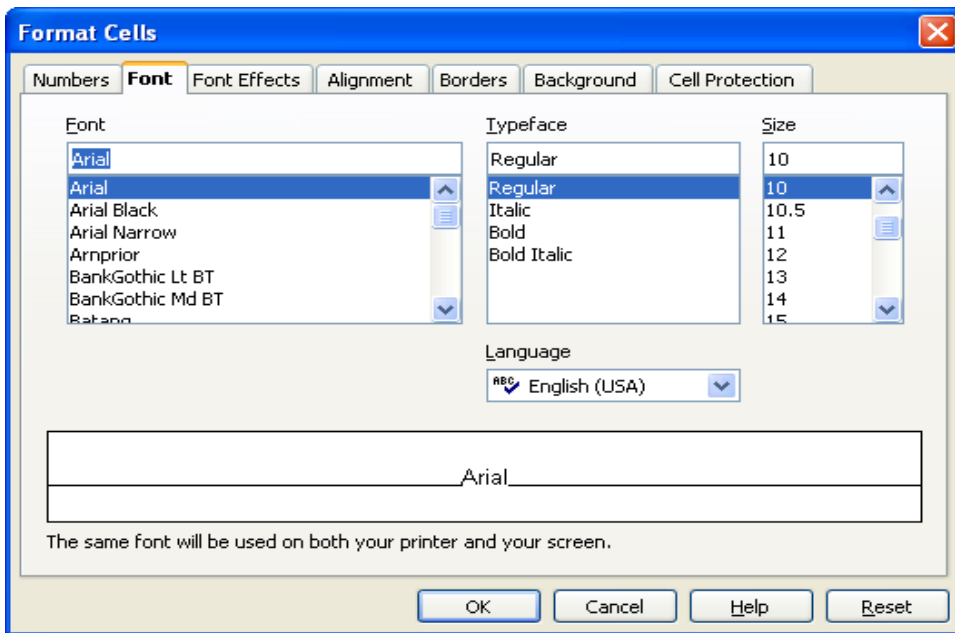 Format Cells
Numbers Font Font Effects Alignment Borders Background Cell Protection
Font Typeface Size
Arial Regular 10
Arial Regular 10
Arial Black Italic 10.5
Arial Narrow Bold 11
Arnprior Bold Italic 12
BankGothic Lt BT 13
BankGothic Md BT 14
Batang 15
Language
ABC English (USA)
Arial
The same font will be used on both your printer and your screen.
OK Cancel Help Reset